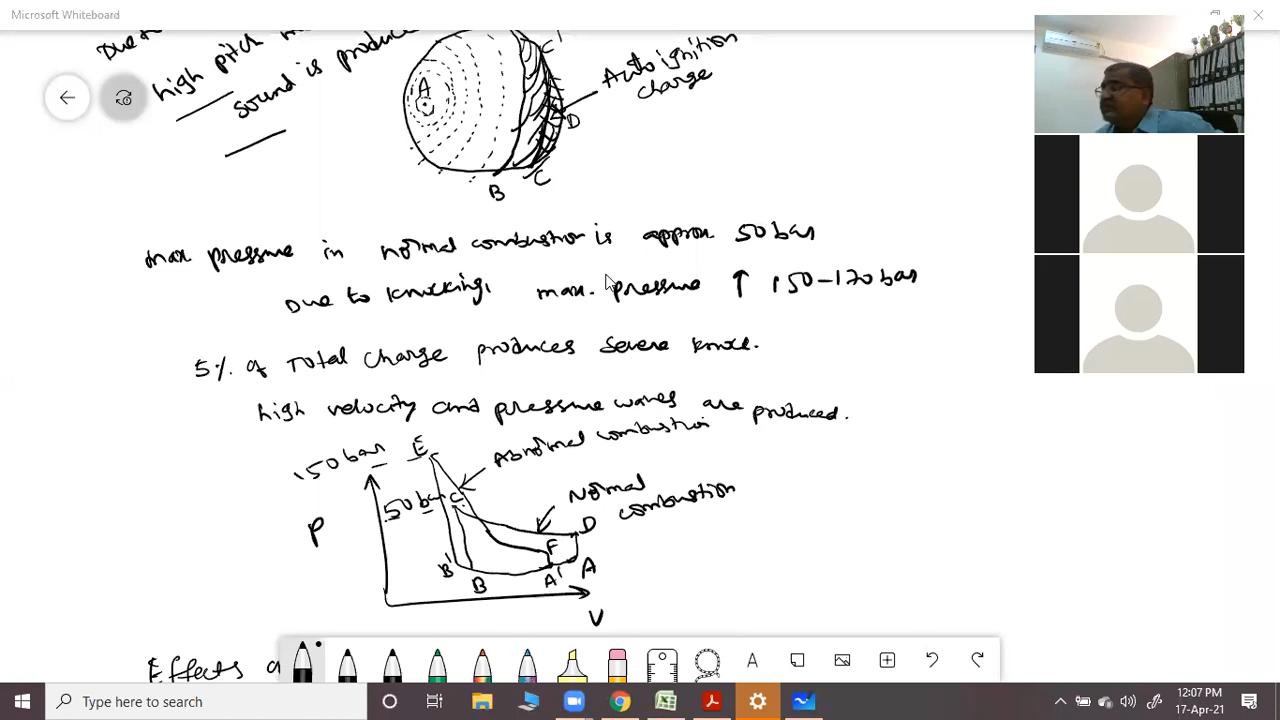 Microsoft Whiteboard
Due to
high pitch
sound is produce
A
C'
Auto ignition
charge
D
C
B
max pressure in normal combustion is approx 50 bar
Due to knocking, max. pressure ↑ 150-170 bar
5% of Total charge produces severe knock.
high velocity and pressure waves are produced.
150 bar E
Abnormal combustion
50 bar C
Normal
combustion
P
D
F
B'
B
A'
A
V
Effects
Type here to search
12:07 PM
17-Apr-21